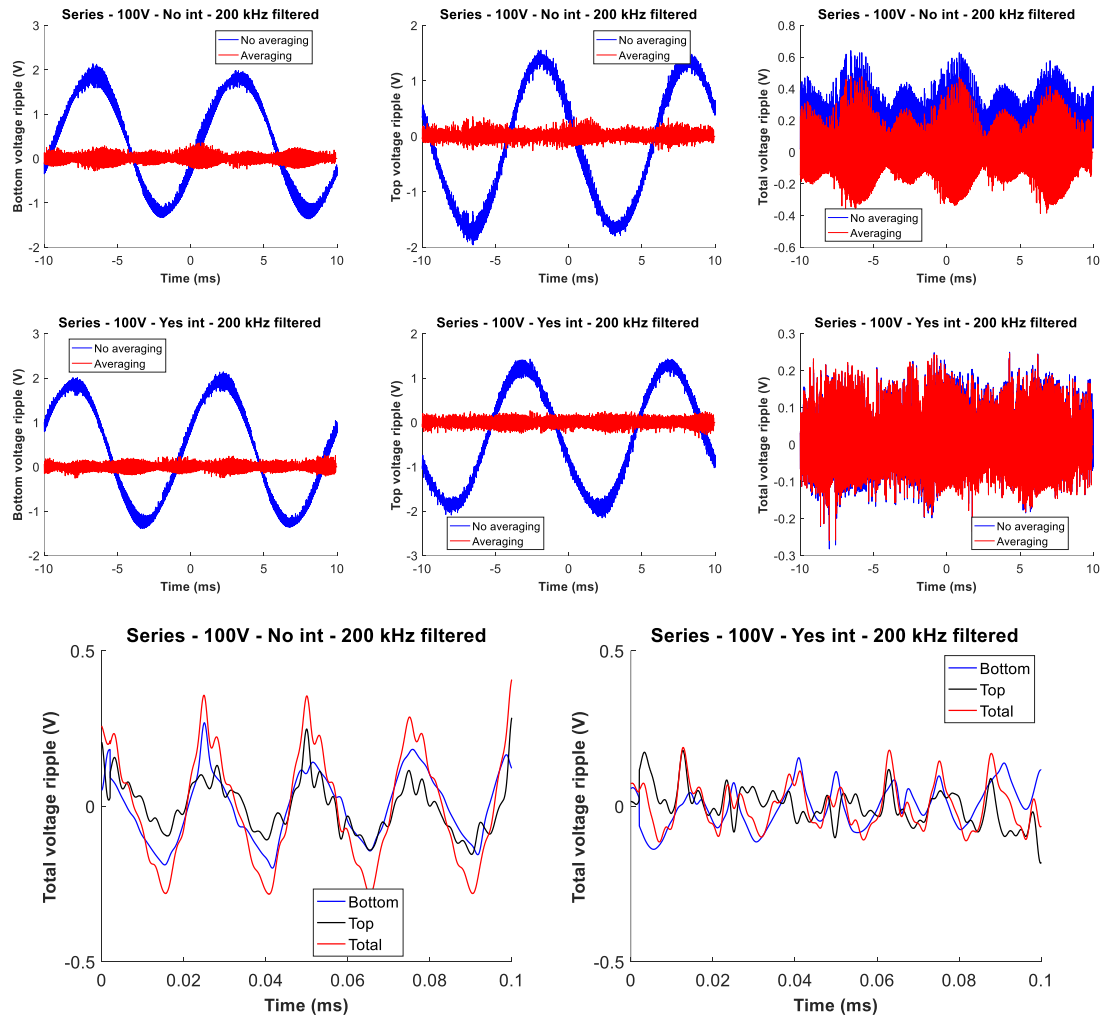 Series - 100V - No int - 200 kHz filtered
3
2
1
0
-1
-2
Bottom voltage ripple (V)
No averaging
Averaging
-10
-5
0
5
10
Time (ms)
Series - 100V - No int - 200 kHz filtered
2
1
0
-1
-2
Top voltage ripple (V)
No averaging
Averaging
-10
-5
0
5
10
Time (ms)
Series - 100V - No int - 200 kHz filtered
0.8
0.6
0.4
0.2
0
-0.2
-0.4
-0.6
Total voltage ripple (V)
No averaging
Averaging
-10
-5
0
5
10
Time (ms)
Series - 100V - Yes int - 200 kHz filtered
3
2
1
0
-1
-2
Bottom voltage ripple (V)
No averaging
Averaging
-10
-5
0
5
10
Time (ms)
Series - 100V - Yes int - 200 kHz filtered
2
1
0
-1
-2
-3
Top voltage ripple (V)
No averaging
Averaging
-10
-5
0
5
10
Time (ms)
Series - 100V - Yes int - 200 kHz filtered
0.3
0.2
0.1
0
-0.1
-0.2
-0.3
Total voltage ripple (V)
No averaging
Averaging
-10
-5
0
5
10
Time (ms)
Series - 100V - No int - 200 kHz filtered
0.5
0
-0.5
Total voltage ripple (V)
Bottom
Top
Total
0
0.02
0.04
0.06
0.08
0.1
Time (ms)
Series - 100V - Yes int - 200 kHz filtered
0.5
0
-0.5
Total voltage ripple (V)
Bottom
Top
Total
0
0.02
0.04
0.06
0.08
0.1
Time (ms)